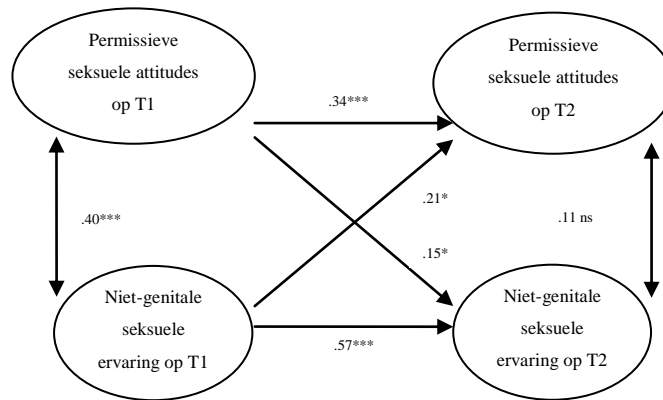 Permissieve
seksuele attitudes
op T1
Permissieve
seksuele attitudes
op T2
.34***
.40***
.21*
.15*
.11 ns
Niet-genitale
seksuele
ervaring op T1
.57***
Niet-genitale
seksuele
ervaring op T2